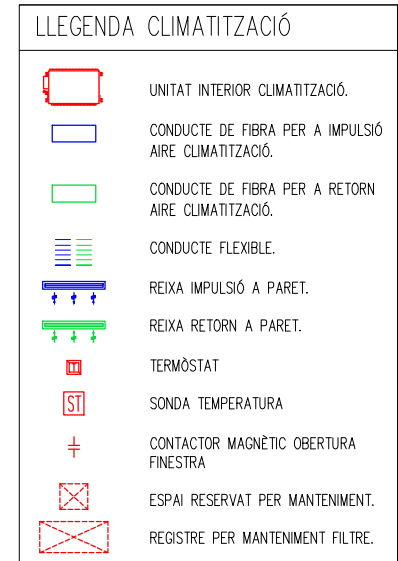 LLEGENDA CLIMATITZACIÓ
UNITAT INTERIOR CLIMATITZACIÓ.
CONDUCTE DE FIBRA PER A IMPULSIÓ
AIRE CLIMATITZACIÓ.
CONDUCTE DE FIBRA PER A RETORN
AIRE CLIMATITZACIÓ.
CONDUCTE FLEXIBLE.
REIXA IMPULSIÓ A PARET.
REIXA RETORN A PARET.
T TERMÒSTAT
ST SONDA TEMPERATURA
CONTACTOR MAGNÈTIC OBERTURA
FINESTRA
ESPAI RESERVAT PER MANTENIMENT.
REGISTRE PER MANTENIMENT FILTRE.